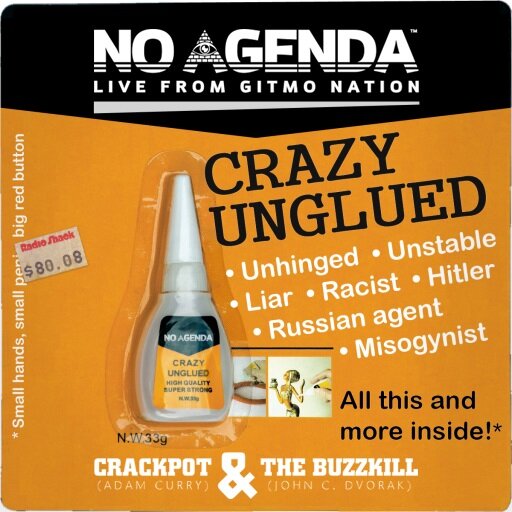 NO AGENDA™
LIVE FROM GITMO NATION
CRAZY
UNGLUED
• Unhinged • Unstable
• Liar • Racist • Hitler
• Russian agent
• Misogynist
All this and
more inside!*
* Small hands, small penis, big red button
Radio Shack
$80.08
NO AGENDA
CRAZY
UNGLUED
HIGH QUALITY
SUPER STRONG
N.W.33g
N.W.33g
CRACKPOT & THE BUZZKILL
(ADAM CURRY) (JOHN C. DVORAK)